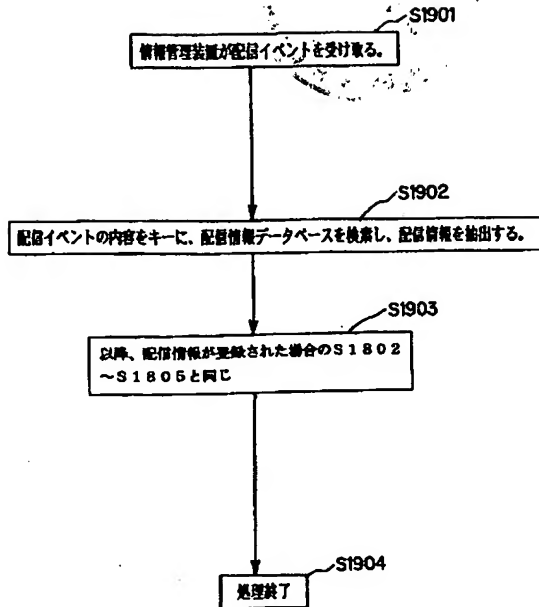 S1901
情報管理装置が配信イベントを受け取る。
S1902
配信イベントの内容をキーに、配信情報データベースを検索し、配信情報を抽出する。
S1903
以降、配信情報が登録された場合のS1802
～S1805と同じ
S1904
処理終了